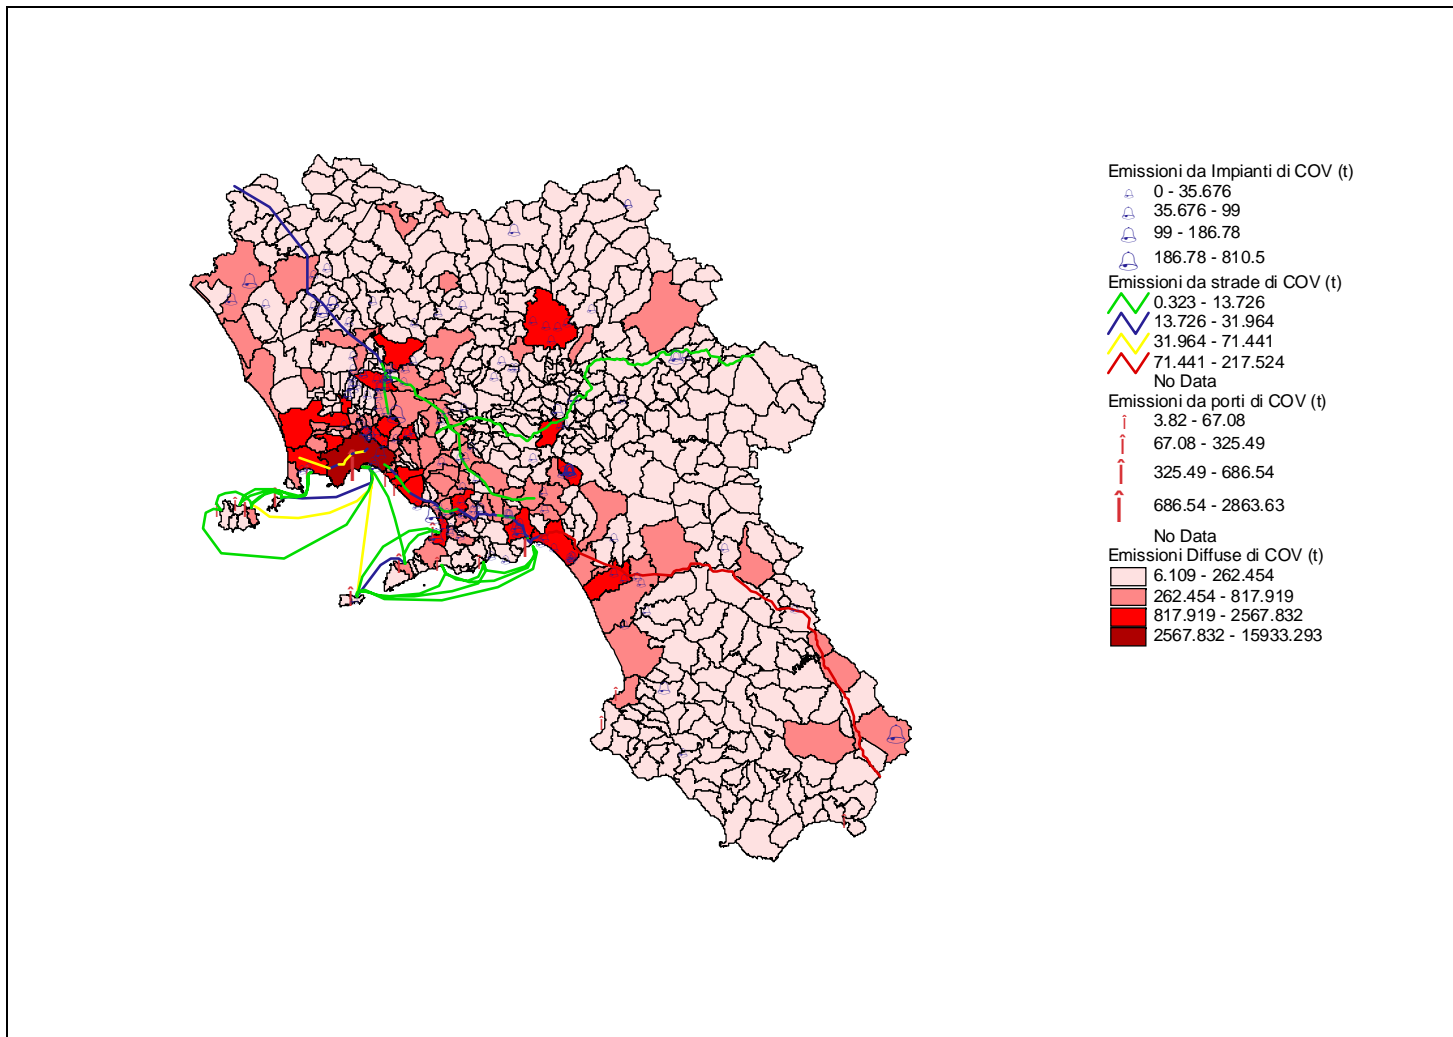 Emissioni da Impianti di COV (t)
0 - 35.676
35.676 - 99
99 - 186.78
186.78 - 810.5
Emissioni da strade di COV (t)
0.323 - 13.726
13.726 - 31.964
31.964 - 71.441
71.441 - 217.524
No Data
Emissioni da porti di COV (t)
3.82 - 67.08
67.08 - 325.49
325.49 - 686.54
686.54 - 2863.63
No Data
Emissioni Diffuse di COV (t)
6.109 - 262.454
262.454 - 817.919
817.919 - 2567.832
2567.832 - 15933.293